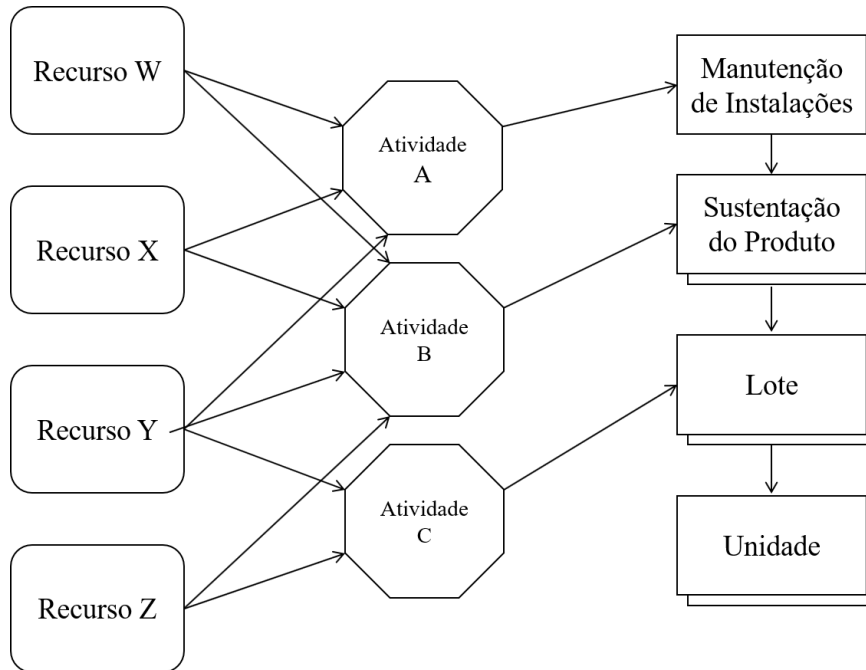 Recurso W
Recurso X
Recurso Y
Recurso Z
Atividade
A
Atividade
B
Atividade
C
Manutenção
de Instalações
Sustentação
do Produto
Lote
Unidade